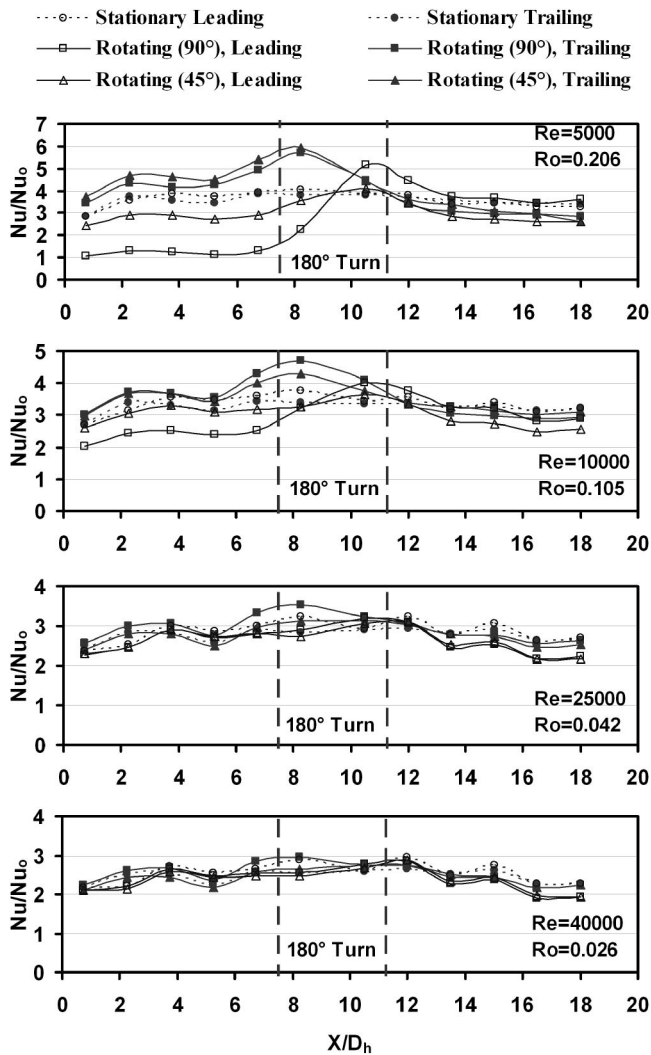 Stationary Leading
Stationary Trailing
Rotating (90°), Leading
Rotating (90°), Trailing
Rotating (45°), Leading
Rotating (45°), Trailing
7
6
5
4
3
2
1
0
Nu/Nuₒ
Re=5000
Ro=0.206
180° Turn
0 2 4 6 8 10 12 14 16 18 20
5
4
3
2
1
0
Nu/Nuₒ
Re=10000
Ro=0.105
180° Turn
0 2 4 6 8 10 12 14 16 18 20
4
3
2
1
0
Nu/Nuₒ
Re=25000
Ro=0.042
180° Turn
0 2 4 6 8 10 12 14 16 18 20
4
3
2
1
0
Nu/Nuₒ
Re=40000
Ro=0.026
180° Turn
0 2 4 6 8 10 12 14 16 18 20
X/Dₕ